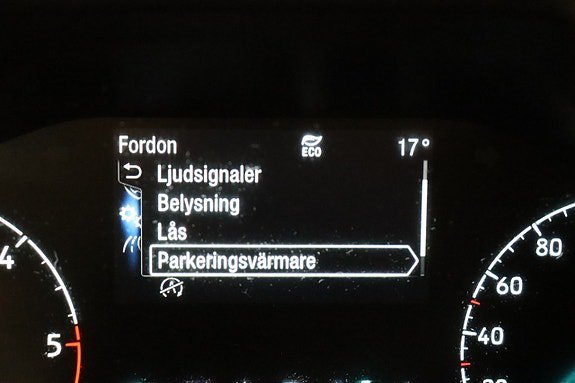 Fordon ECO 17°
Ljudsignaler
Belysning
Lås
Parkeringsvärmare
A
4
5
80
60
40